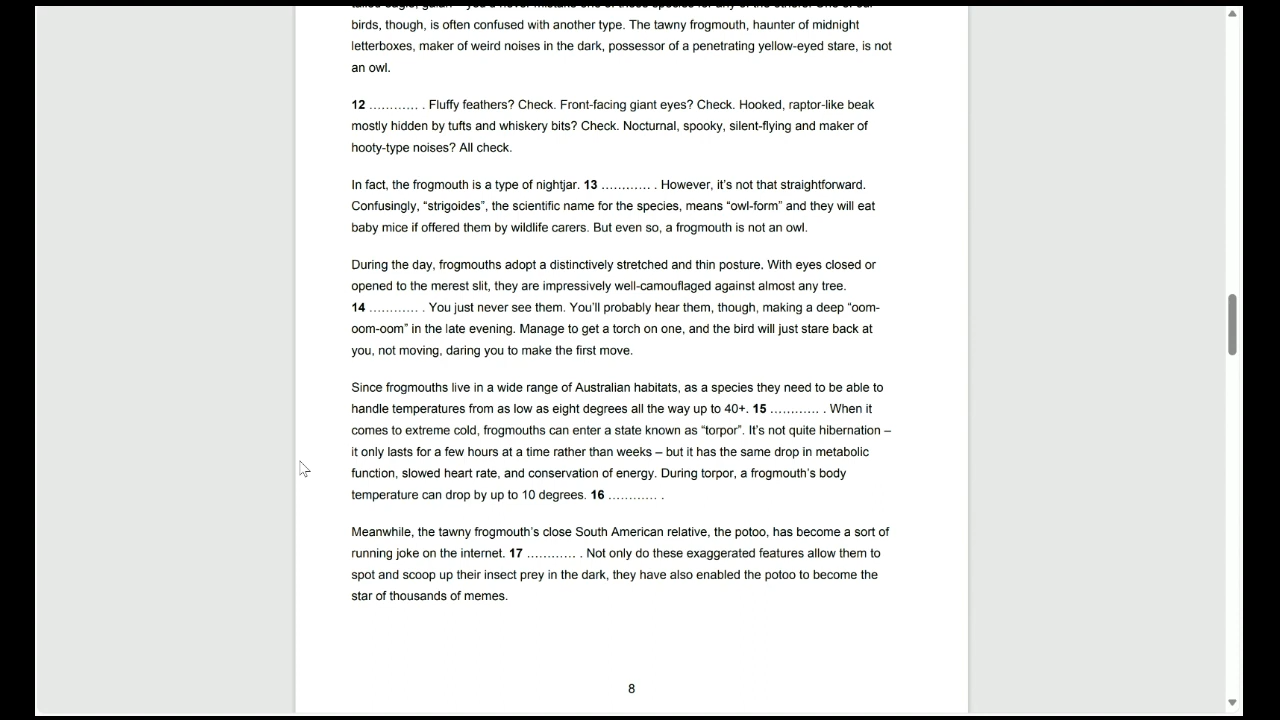 birds, though, is often confused with another type. The tawny frogmouth, haunter of midnight
letterboxes, maker of weird noises in the dark, possessor of a penetrating yellow-eyed stare, is not
an owl.
12 ………… . Fluffy feathers? Check. Front-facing giant eyes? Check. Hooked, raptor-like beak
mostly hidden by tufts and whiskery bits? Check. Nocturnal, spooky, silent-flying and maker of
hooty-type noises? All check.
In fact, the frogmouth is a type of nightjar. 13 ………… . However, it's not that straightforward.
Confusingly, “strigoides”, the scientific name for the species, means “owl-form” and they will eat
baby mice if offered them by wildlife carers. But even so, a frogmouth is not an owl.
During the day, frogmouths adopt a distinctively stretched and thin posture. With eyes closed or
opened to the merest slit, they are impressively well-camouflaged against almost any tree.
14 ………… . You just never see them. You'll probably hear them, though, making a deep “oom-
oom-oom” in the late evening. Manage to get a torch on one, and the bird will just stare back at
you, not moving, daring you to make the first move.
Since frogmouths live in a wide range of Australian habitats, as a species they need to be able to
handle temperatures from as low as eight degrees all the way up to 40+. 15 ………… . When it
comes to extreme cold, frogmouths can enter a state known as “torpor”. It's not quite hibernation –
it only lasts for a few hours at a time rather than weeks – but it has the same drop in metabolic
function, slowed heart rate, and conservation of energy. During torpor, a frogmouth's body
temperature can drop by up to 10 degrees. 16 ………… .
Meanwhile, the tawny frogmouth's close South American relative, the potoo, has become a sort of
running joke on the internet. 17 ………… . Not only do these exaggerated features allow them to
spot and scoop up their insect prey in the dark, they have also enabled the potoo to become the
star of thousands of memes.
8